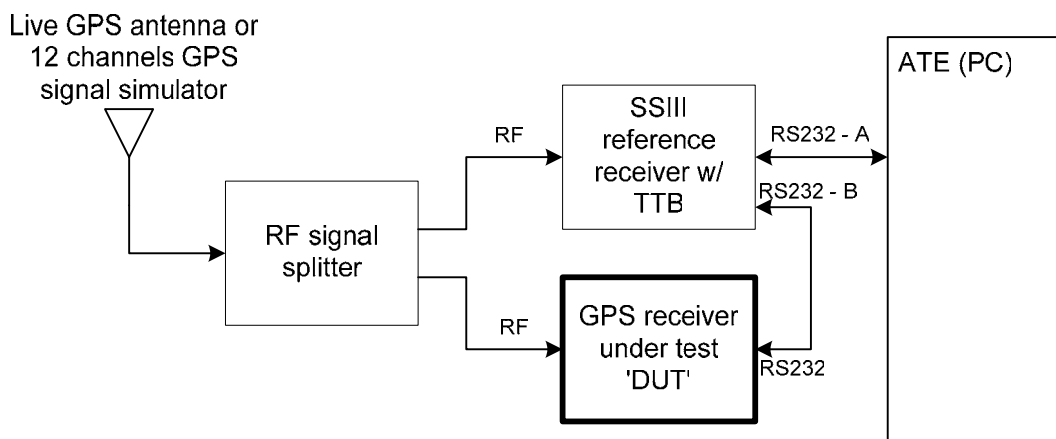 Live GPS antenna or
12 channels GPS
signal simulator
RF signal
splitter
RF
RF
SSIII
reference
receiver w/
TTB
GPS receiver
under test
'DUT'
RS232 - A
RS232 - B
RS232
ATE (PC)